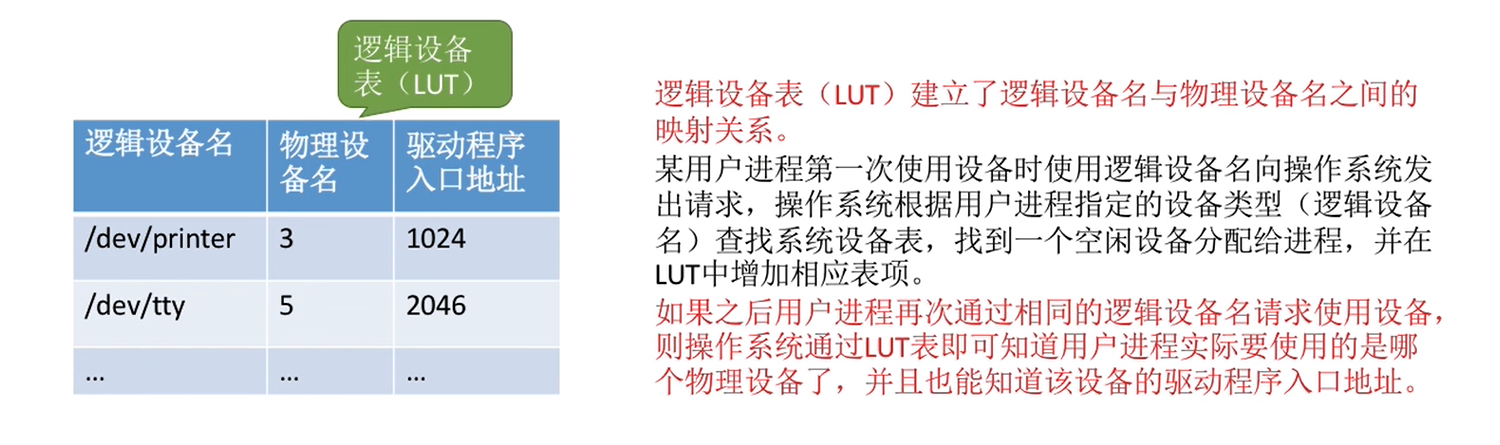 逻辑设备
表（LUT）
逻辑设备名
物理设
备名
驱动程序
入口地址
/dev/printer
3
1024
/dev/tty
5
2046
...
...
...
逻辑设备表（LUT）建立了逻辑设备名与物理设备名之间的
映射关系。
某用户进程第一次使用设备时使用逻辑设备名向操作系统发
出请求，操作系统根据用户进程指定的设备类型（逻辑设备
名）查找系统设备表，找到一个空闲设备分配给进程，并在
LUT中增加相应表项。
如果之后用户进程再次通过相同的逻辑设备名请求使用设备，
则操作系统通过LUT表即可知道用户进程实际要使用的是哪
个物理设备了，并且也能知道该设备的驱动程序入口地址。